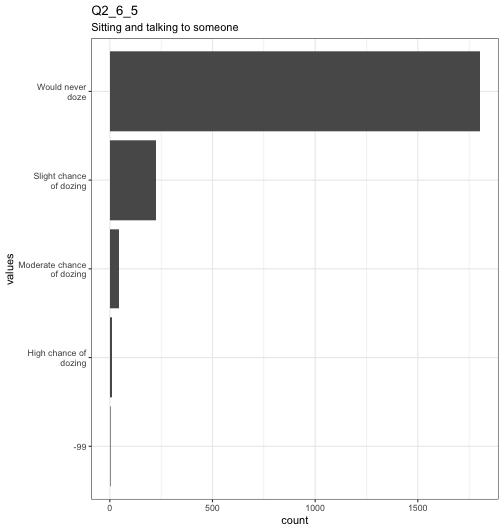 Q2_6_5
Sitting and talking to someone
Would never
doze
Slight chance
of dozing
Moderate chance
of dozing
High chance of
dozing
-99
values
0 500 1000 1500
count